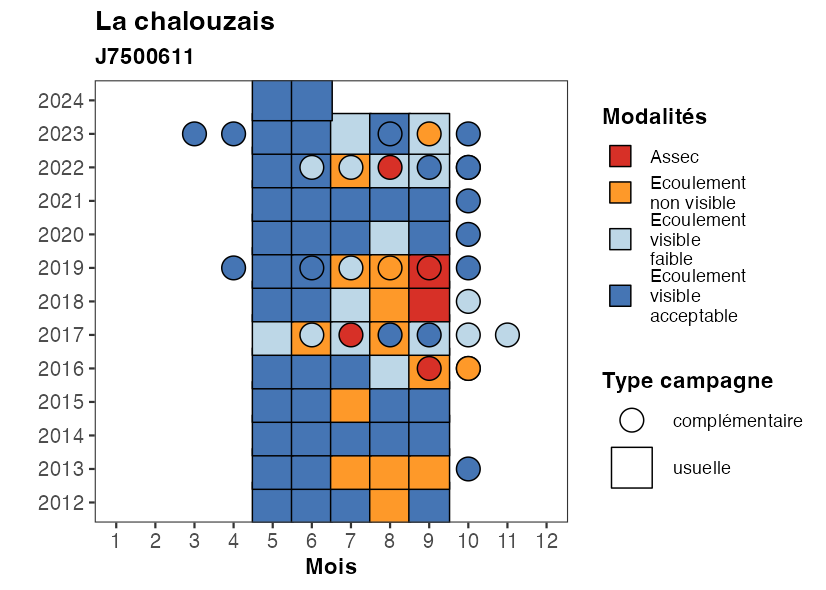 La chalouzais
J7500611
2024
2023
2022
2021
2020
2019
2018
2017
2016
2015
2014
2013
2012
1 2 3 4 5 6 7 8 9 10 11 12
Mois
Modalités
Assec
Ecoulement
non visible
Ecoulement
visible
faible
Ecoulement
visible
acceptable
Type campagne
complémentaire
usuelle